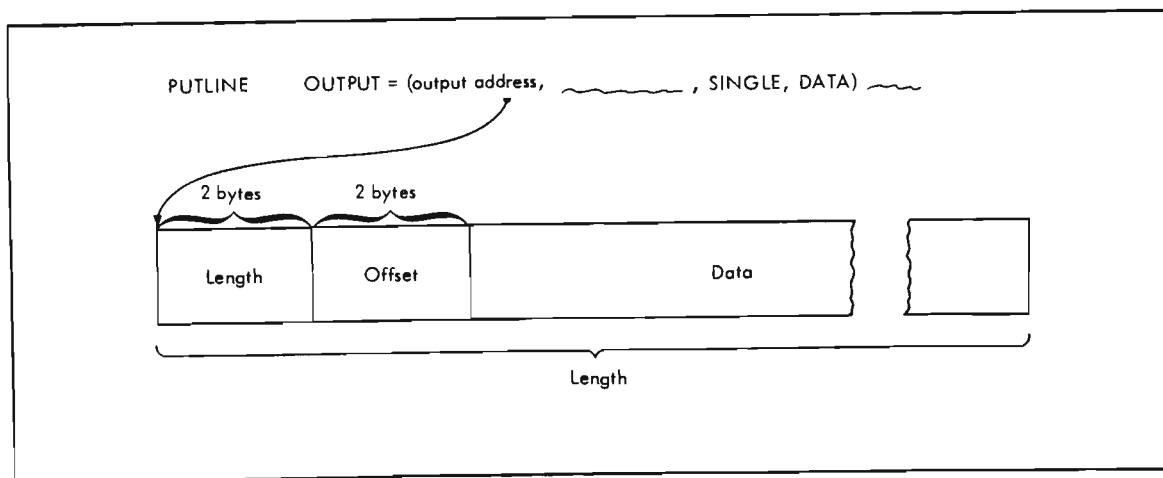 PUTLINE OUTPUT = (output address, , SINGLE, DATA)
2 bytes 2 bytes
Length Offset Data
Length